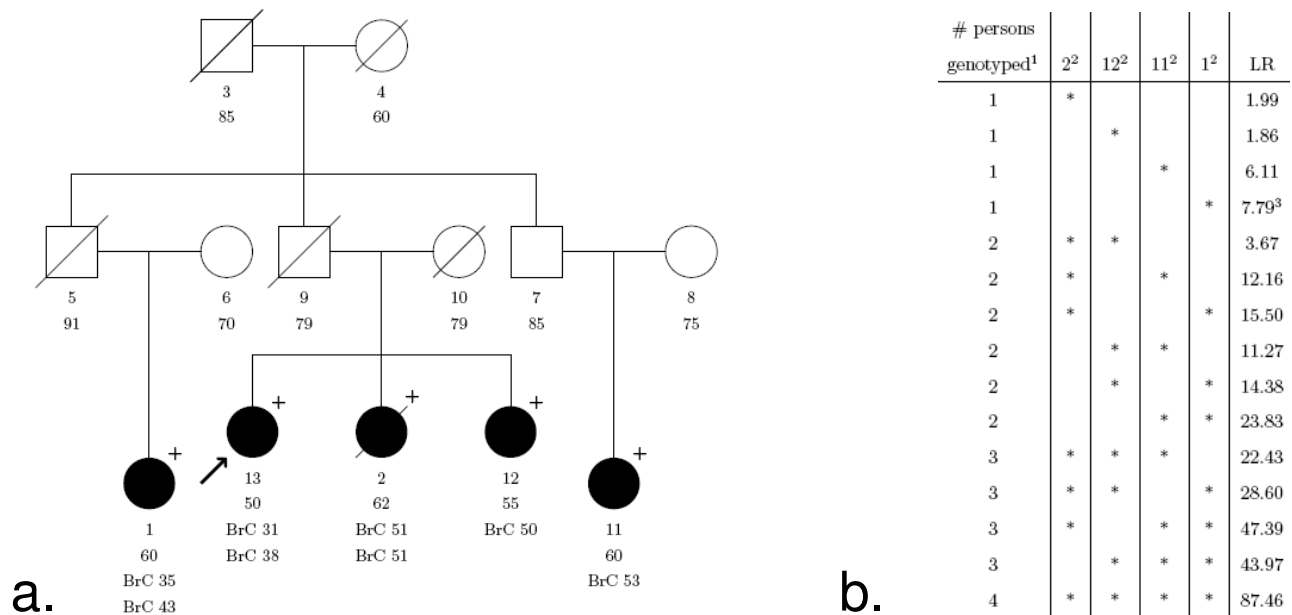 3
85
4
60
5
91
6
70
9
79
10
79
7
85
8
75
+
1
60
BrC 35
BrC 43
+
13
50
BrC 31
BrC 38
+
2
62
BrC 51
BrC 51
+
12
55
BrC 50
+
11
60
BrC 53
a.
# persons
genotyped¹ 2² 12² 11² 1² LR
1 * 1.99
1 * 1.86
1 * 6.11
1 * 7.79³
2 * * 3.67
2 * * 12.16
2 * * 15.50
2 * * 11.27
2 * * 14.38
2 * * 23.83
3 * * * 22.43
3 * * * 28.60
3 * * * 47.39
3 * * * 43.97
4 * * * * 87.46
b.